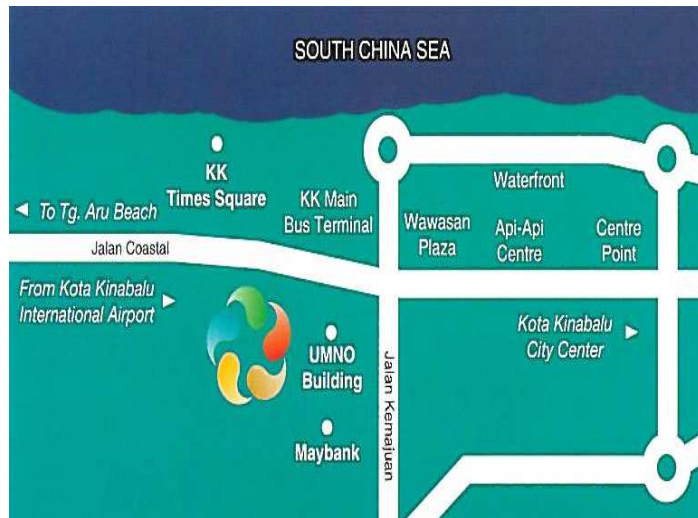 SOUTH CHINA SEA
KK
Times Square
KK Main
Bus Terminal
Waterfront
To Tg. Aru Beach
Wawasan
Plaza
Api-Api
Centre
Centre
Point
Jalan Coastal
From Kota Kinabalu
International Airport
UMNO
Building
Kota Kinabalu
City Center
Jalan Kemajuan
Maybank